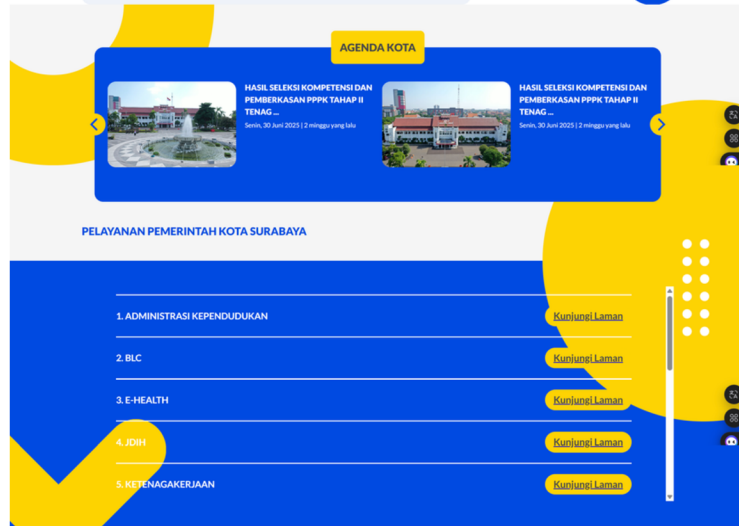 AGENDA KOTA
HASIL SELEKSI KOMPETENSI DAN
PEMBERKASAN PPPK TAHAP II
TENAG ...
Senin, 30 Juni 2025 | 2 minggu yang lalu
HASIL SELEKSI KOMPETENSI DAN
PEMBERKASAN PPPK TAHAP II
TENAG ...
Senin, 30 Juni 2025 | 2 minggu yang lalu
PELAYANAN PEMERINTAH KOTA SURABAYA
1. ADMINISTRASI KEPENDUDUKAN
Kunjungi Laman
2. BLC
Kunjungi Laman
3. E-HEALTH
Kunjungi Laman
4. JDIH
Kunjungi Laman
5. KETENAGAKERJAAN
Kunjungi Laman